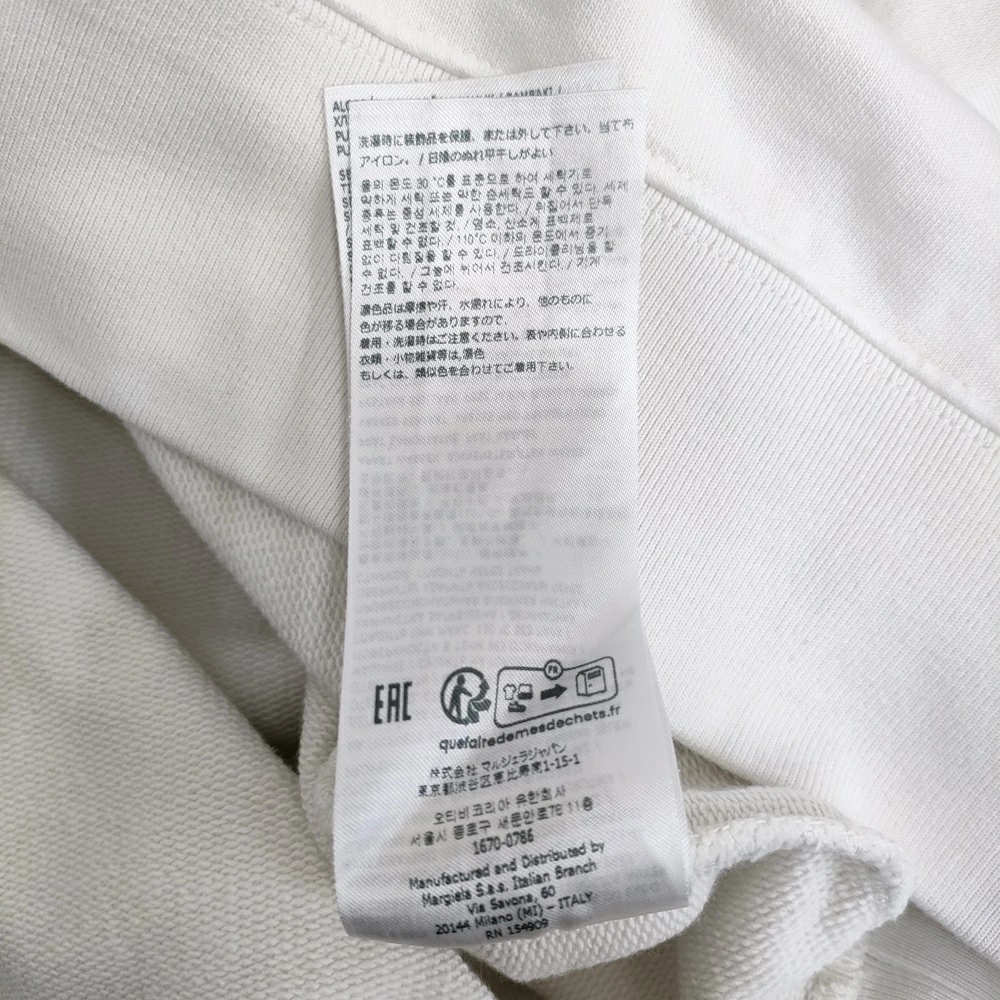 洗濯時に装飾品を保護、または外して下さい。当て布
アイロン。/ 日陰のぬれ平干しがよい
물의 온도 30 °C를 표준으로 하여 세탁기로
약하게 세탁 또는 약한 손세탁도 할 수 있다. 세제
종류는 중성 세제를 사용한다. / 뒤집어서 단독
세탁 및 건조할 것. / 염소, 산소계 표백제로
표백할 수 없다. / 110°C 이하의 온도에서 증기
없이 다림질을 할 수 있다. / 드라이클리닝을 할
수 없다. / 그늘에 뉘어서 건조시킨다. / 기계
건조를 할 수 없다.
濃色品は摩擦や汗、水濡れにより、他のものに
色が移る場合がありますので、
着用・洗濯時はご注意ください。表や内側に合わせる
衣類・小物雑貨等は,濃色
もしくは、類似色を合わせてご着用下さい。
EAC
FR
quefairedemesdechets.fr
株式会社 マルジェラジャパン
東京都渋谷区恵比寿南1-15-1
오티비코리아 유한회사
서울시 종로구 새문안로76 11층
1670-0786
Manufactured and Distributed by
Margiela S.a.s. Italian Branch
Via Savona, 60
20144 Milano (MI) - ITALY
RN 154909